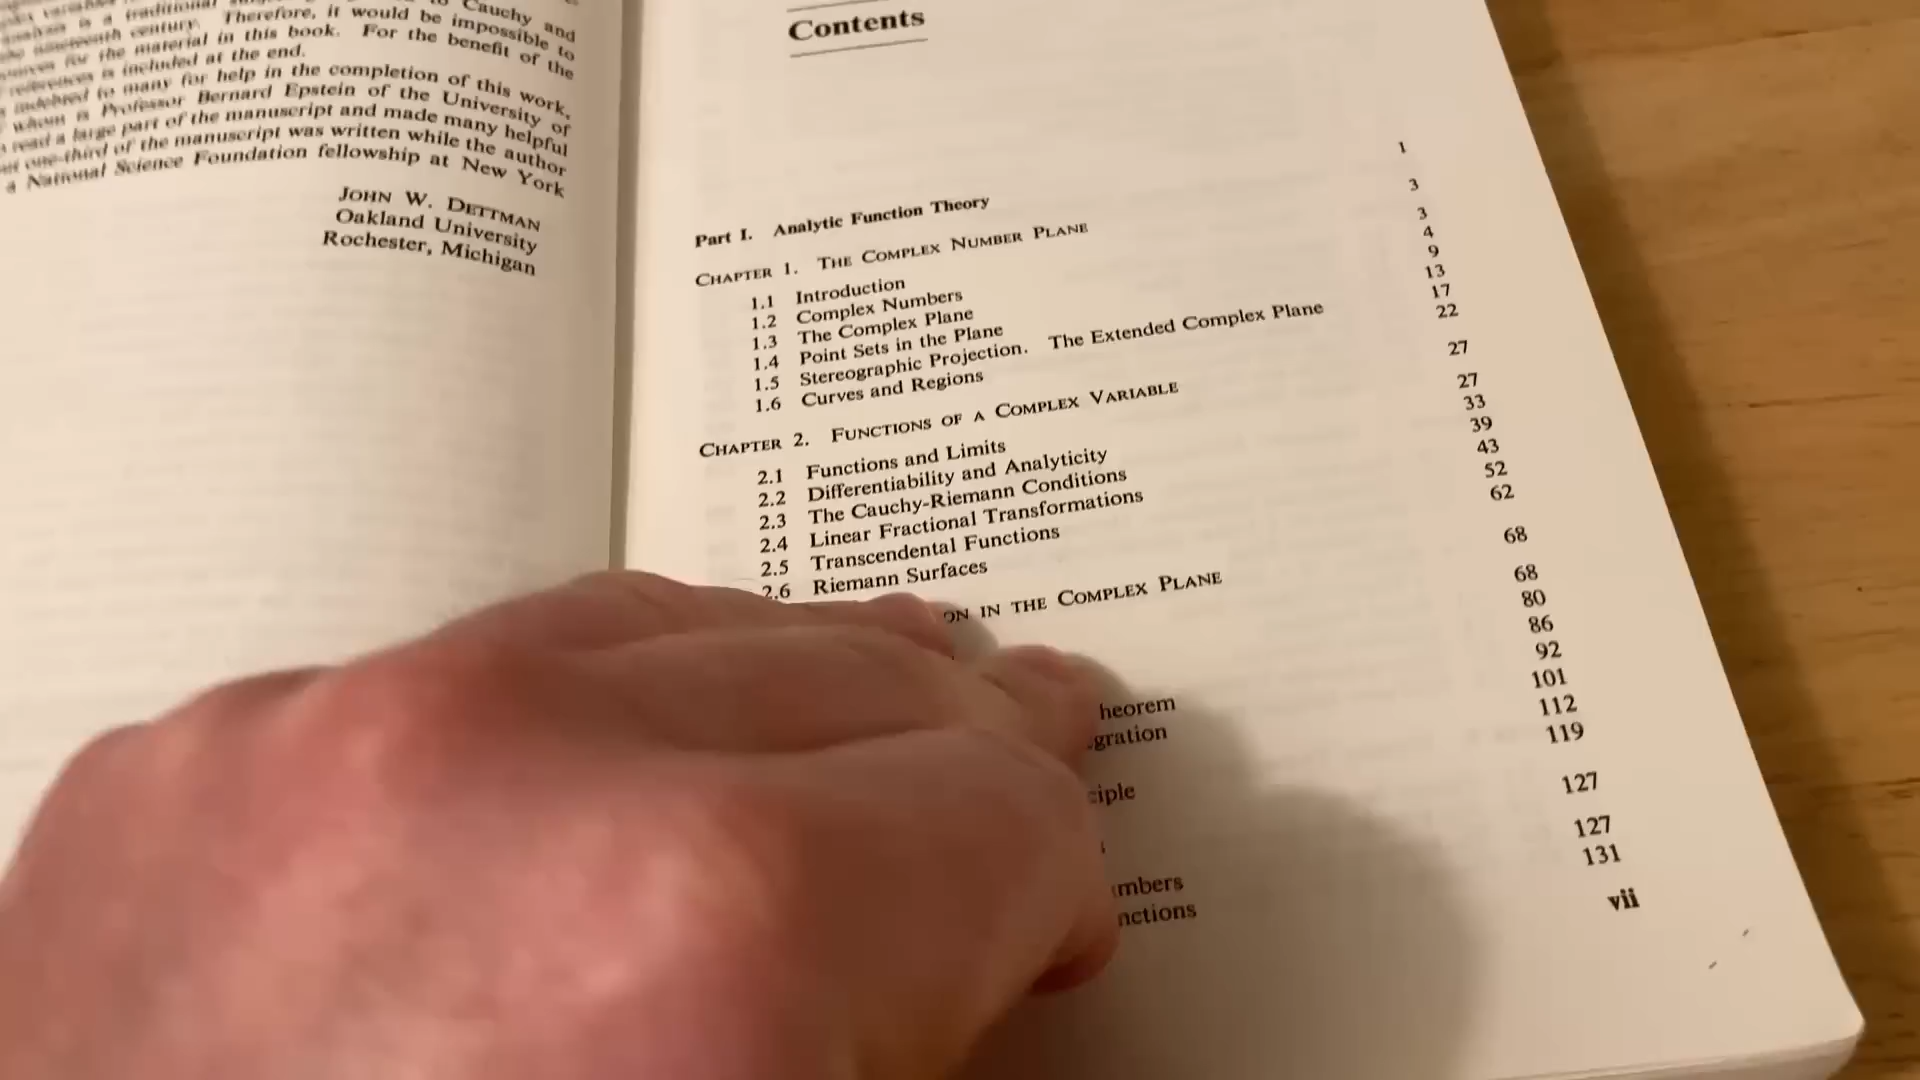 Cauchy and
is a traditional
nineteenth century. Therefore, it would be impossible to
for the material in this book. For the benefit of the
references is included at the end.
indebted to many for help in the completion of this work,
whom is Professor Bernard Epstein of the University of
read a large part of the manuscript and made many helpful
one-third of the manuscript was written while the author
a National Science Foundation fellowship at New York
JOHN W. DETTMAN
Oakland University
Rochester, Michigan
Contents
Part I. Analytic Function Theory 1
CHAPTER 1. THE COMPLEX NUMBER PLANE 3
1.1 Introduction 3
1.2 Complex Numbers 4
1.3 The Complex Plane 9
1.4 Point Sets in the Plane 13
1.5 Stereographic Projection. The Extended Complex Plane 17
1.6 Curves and Regions 22
CHAPTER 2. FUNCTIONS OF A COMPLEX VARIABLE 27
2.1 Functions and Limits 27
2.2 Differentiability and Analyticity 33
2.3 The Cauchy-Riemann Conditions 39
2.4 Linear Fractional Transformations 43
2.5 Transcendental Functions 52
2.6 Riemann Surfaces 62
ON IN THE COMPLEX PLANE 68
68
80
heorem 86
gration 92
101
ciple 112
119
127
mbers 127
nctions 131
vii